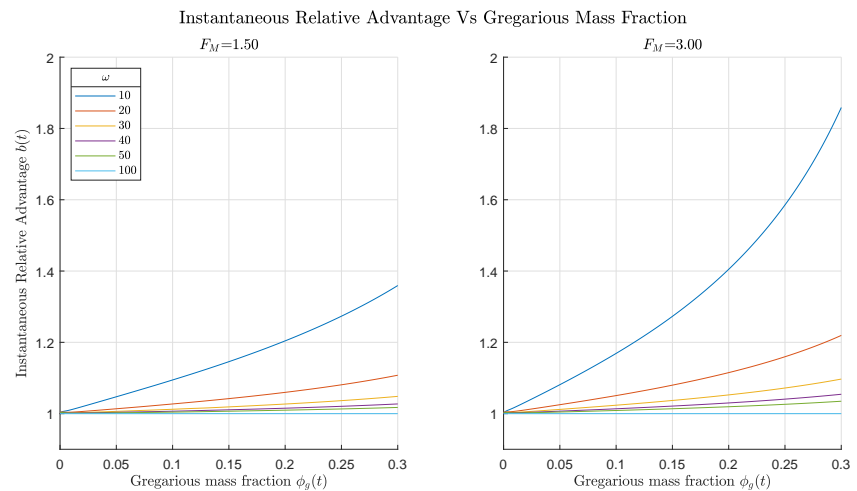 Instantaneous Relative Advantage Vs Gregarious Mass Fraction
F_M=1.50
Instantaneous Relative Advantage b(t)
2
1.8
1.6
1.4
1.2
1
ω
10
20
30
40
50
100
0 0.05 0.1 0.15 0.2 0.25 0.3
Gregarious mass fraction ϕ_g(t)
F_M=3.00
2
1.8
1.6
1.4
1.2
1
0 0.05 0.1 0.15 0.2 0.25 0.3
Gregarious mass fraction ϕ_g(t)